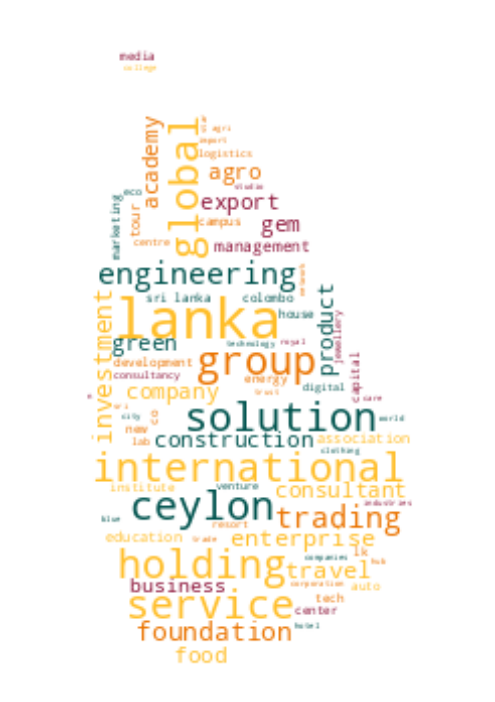 media
college
academy
global
agri
import
logistics
agro
studio
eco
export
tour
marketing
campus
gem
centre
management
engineering
network
investment
sri lanka
colombo
lanka
house
product
jewellery
green
technology
royal
development
group
capital
consultancy
energy
digital
company
trust
care
sri
co
city
solution
world
new
lab
construction
association
clothing
international
institute
venture
consultant
ceylon
industries
blue
trading
resort
education
trade
enterprise
holding
companies
lk
hub
travel
business
corporation
auto
service
tech
center
foundation
hotel
food